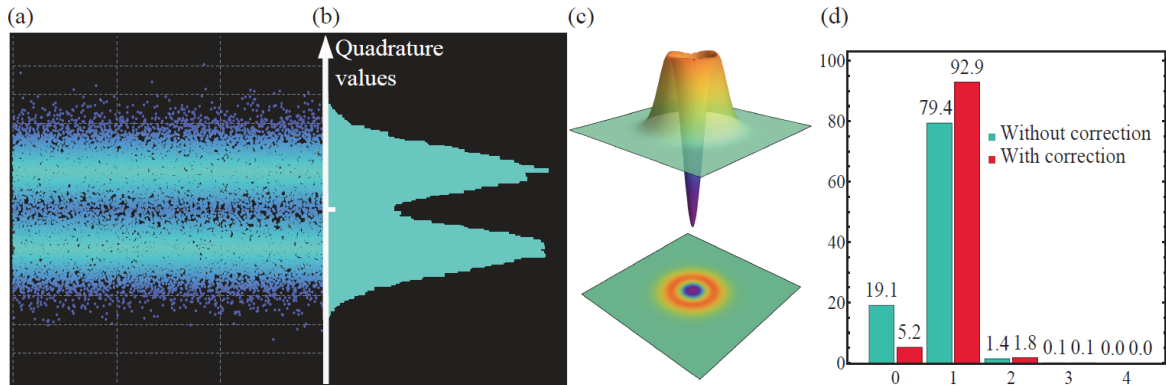 (a)
(b)
(c)
(d)
Quadrature
values
100
80
60
40
20
0
19.1
5.2
79.4
92.9
1.4
1.8
0.1
0.1
0.0
0.0
Without correction
With correction
0
1
2
3
4